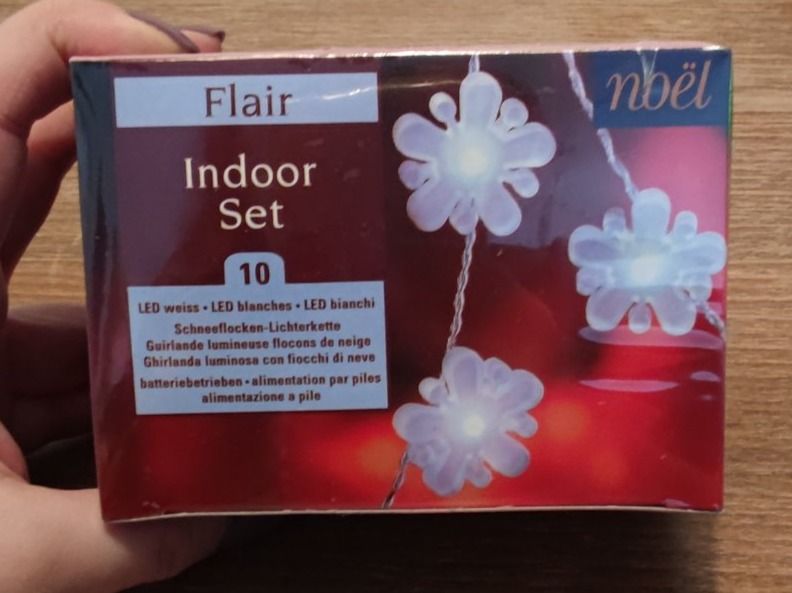 Flair
noël
Indoor
Set
10
LED weiss • LED blanches • LED bianchi
Schneeflocken-Lichterkette
Guirlande lumineuse flocons de neige
Ghirlanda luminosa con fiocchi di neve
batteriebetrieben • alimentation par piles
alimentazione a pile